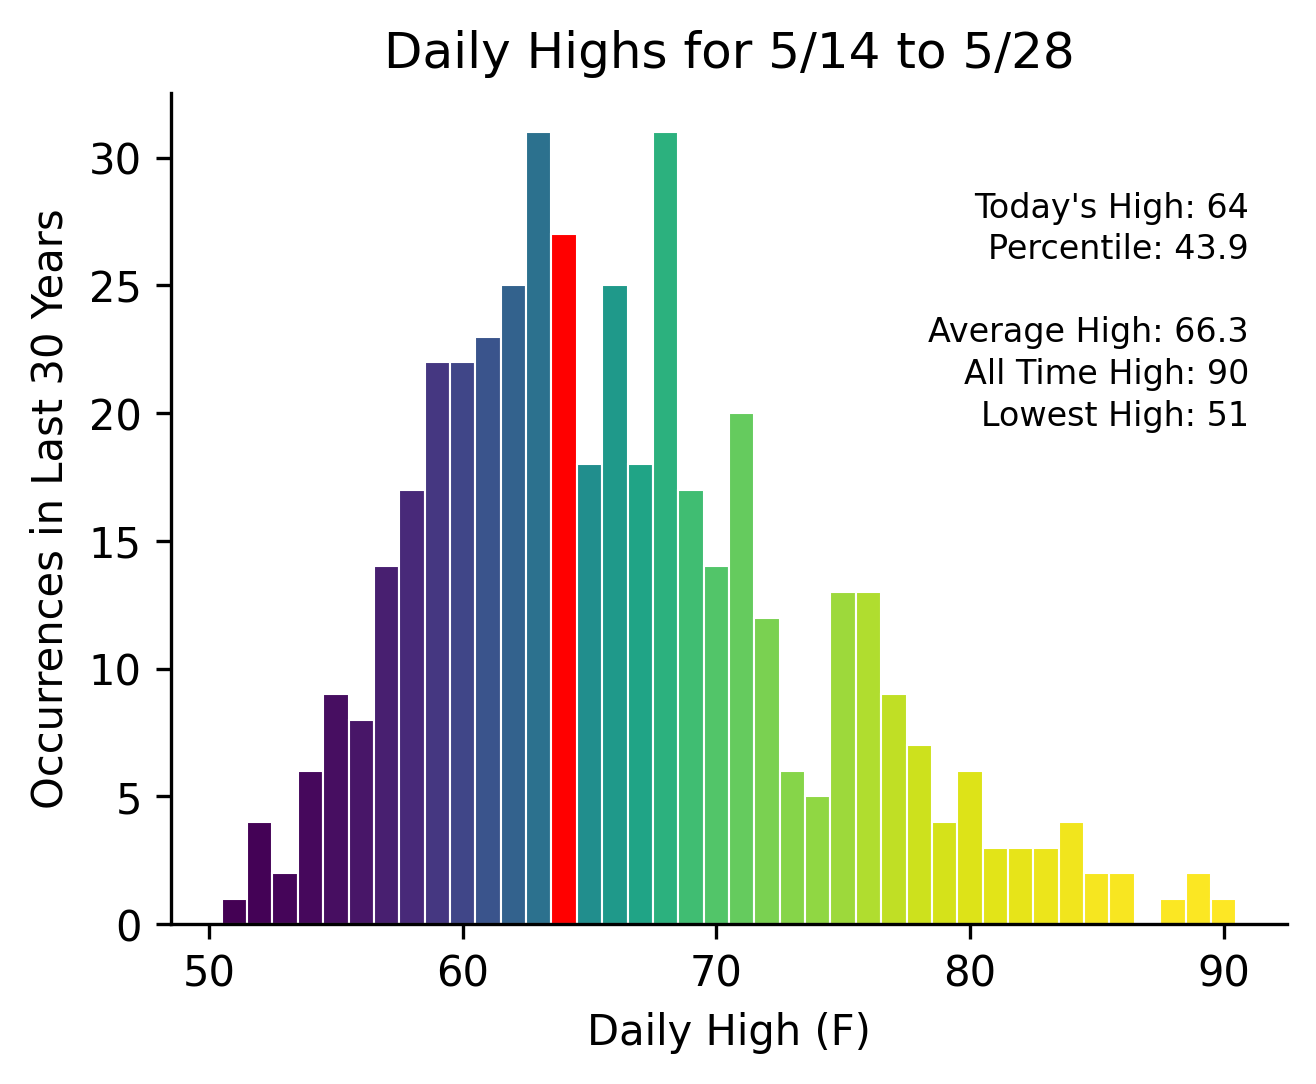 Daily Highs for 5/14 to 5/28
Occurrences in Last 30 Years
30
25
20
15
10
5
0
Today's High: 64
Percentile: 43.9
Average High: 66.3
All Time High: 90
Lowest High: 51
50 60 70 80 90
Daily High (F)